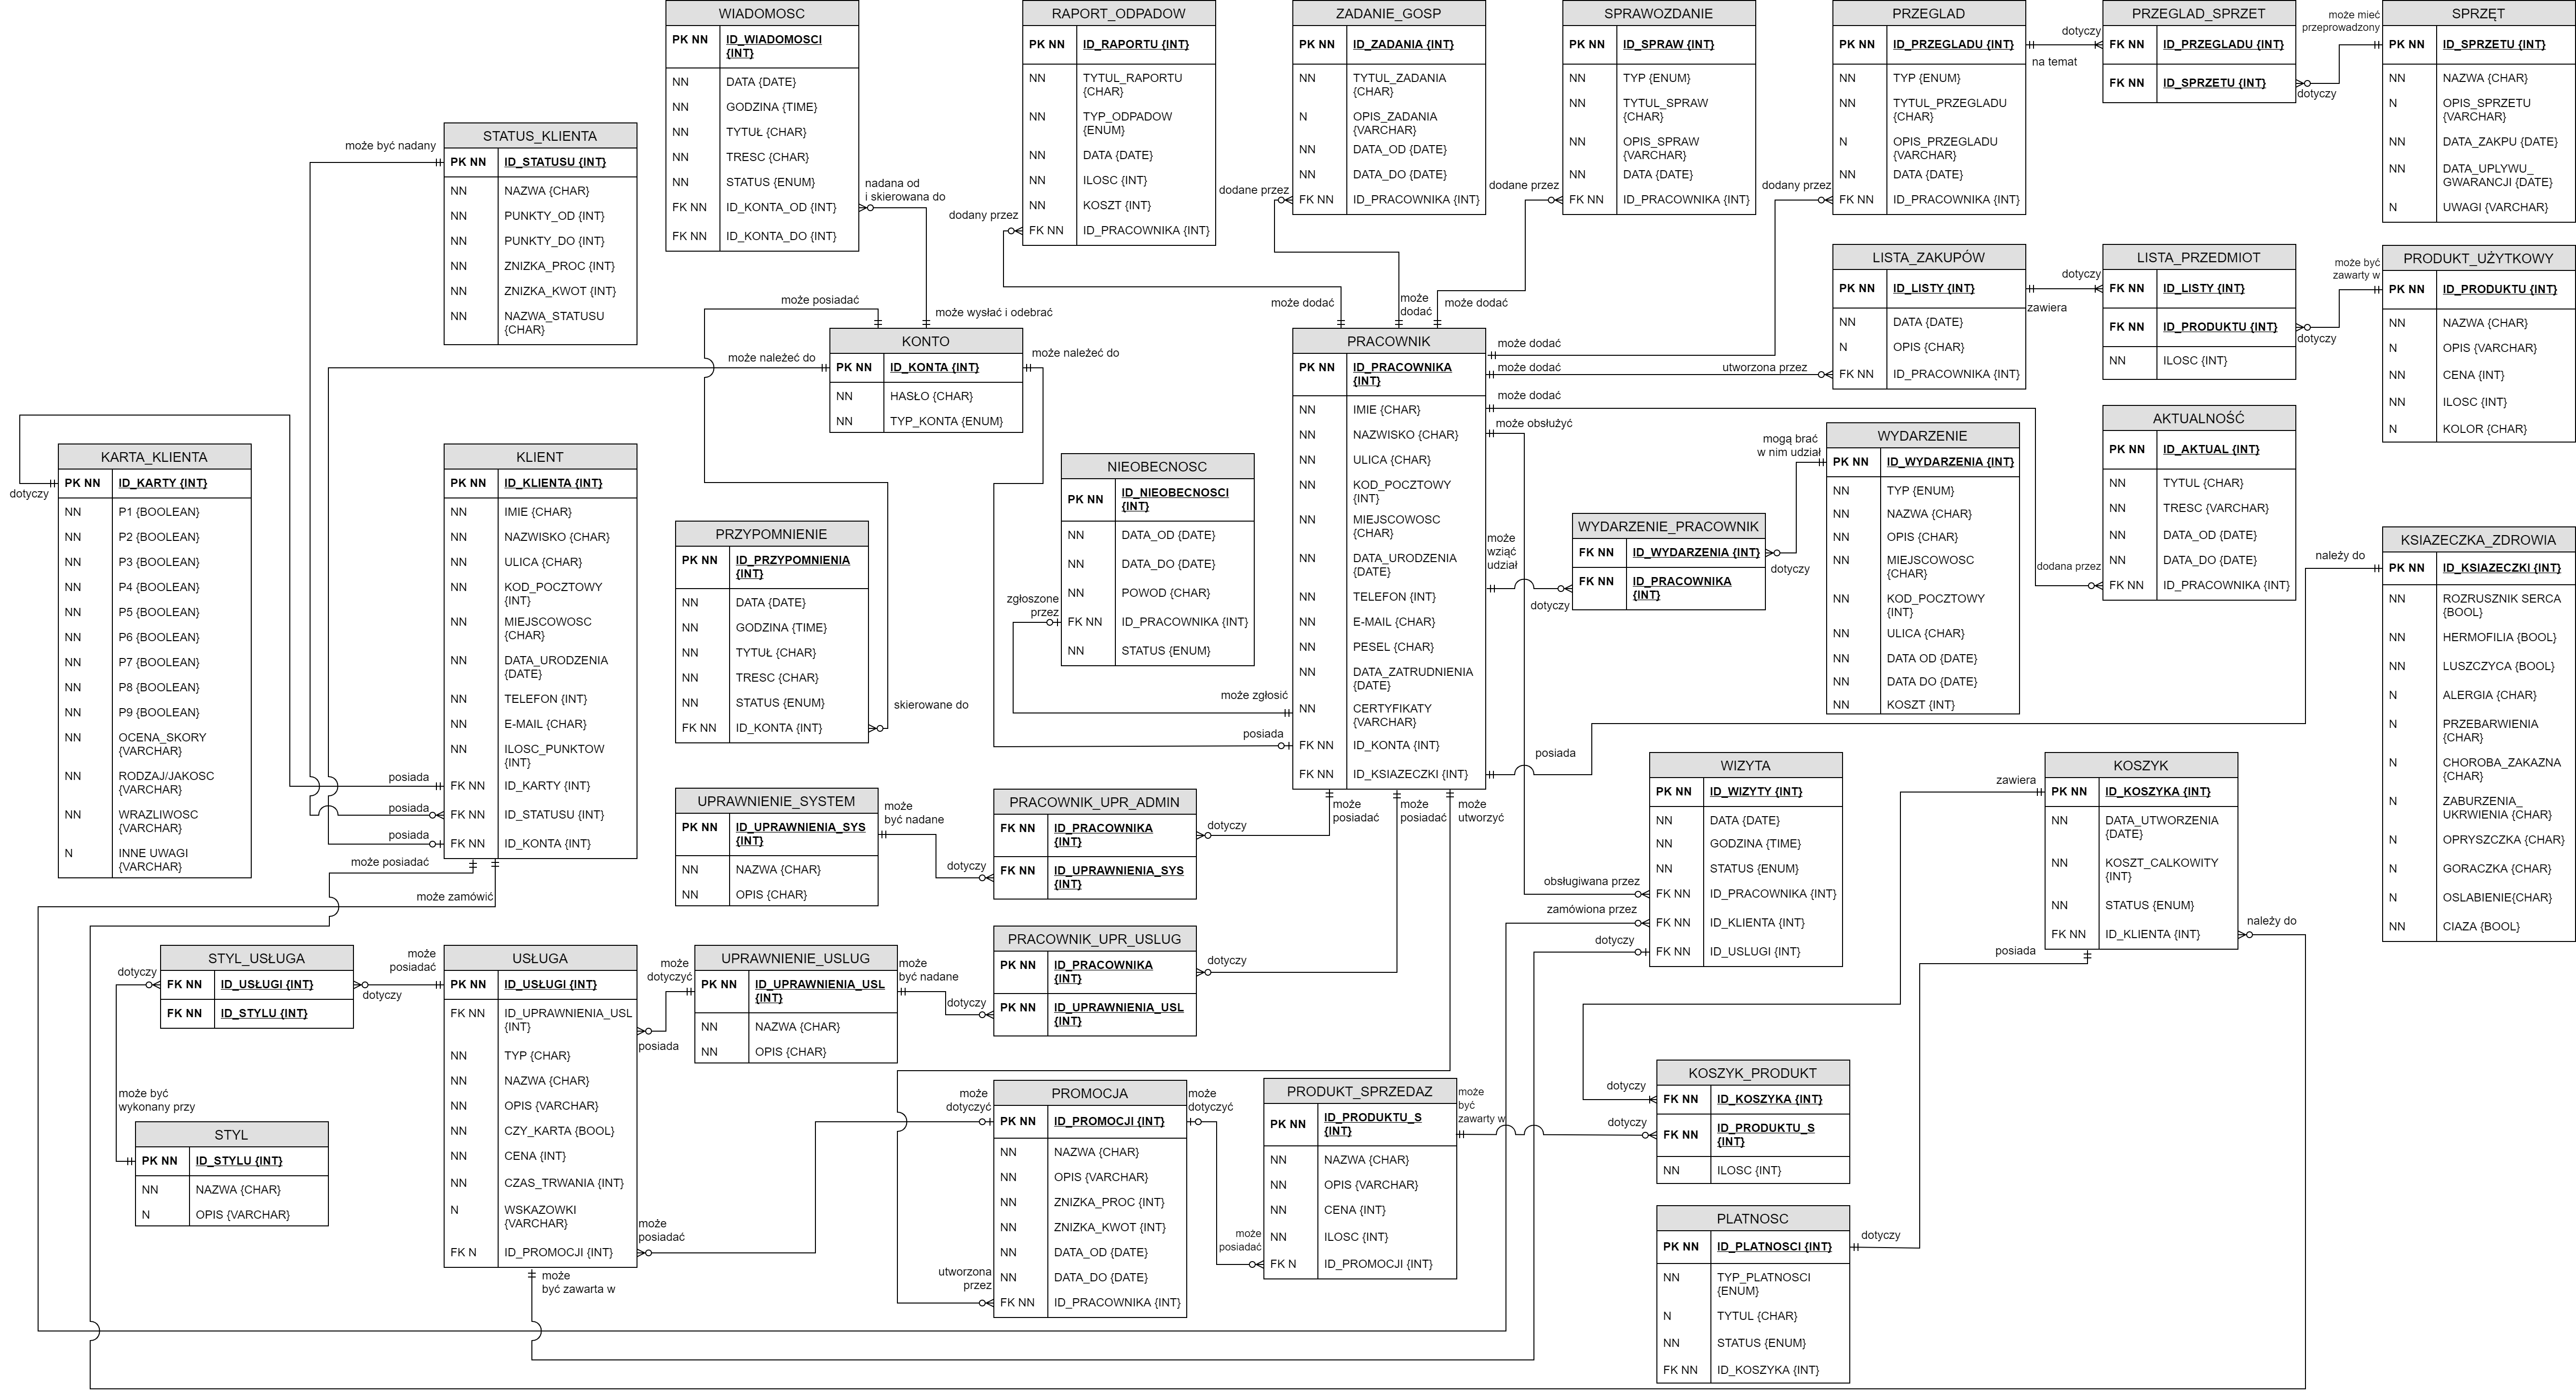 WIADOMOSC
PK NN ID_WIADOMOSCI
{INT}
NN DATA {DATE}
NN GODZINA {TIME}
NN TYTUŁ {CHAR}
NN TRESC {CHAR}
NN STATUS {ENUM}
FK NN ID_KONTA_OD {INT}
FK NN ID_KONTA_DO {INT}
nadana od
i skierowana do
RAPORT_ODPADOW
PK NN ID_RAPORTU {INT}
NN TYTUL_RAPORTU
{CHAR}
NN TYP_ODPADOW
{ENUM}
NN DATA {DATE}
NN ILOSC {INT}
NN KOSZT {INT}
FK NN ID_PRACOWNIKA {INT}
dodany przez
może dodać
ZADANIE_GOSP
PK NN ID_ZADANIA {INT}
NN TYTUL_ZADANIA
{CHAR}
N OPIS_ZADANIA
{VARCHAR}
NN DATA_OD {DATE}
NN DATA_DO {DATE}
FK NN ID_PRACOWNIKA {INT}
dodane przez
może
dodać
SPRAWOZDANIE
PK NN ID_SPRAW {INT}
NN TYP {ENUM}
NN TYTUL_SPRAW
{CHAR}
NN OPIS_SPRAW
{VARCHAR}
NN DATA {DATE}
FK NN ID_PRACOWNIKA {INT}
dodane przez
może dodać
PRZEGLAD
PK NN ID_PRZEGLADU {INT}
NN TYP {ENUM}
NN TYTUL_PRZEGLADU
{CHAR}
N OPIS_PRZEGLADU
{VARCHAR}
NN DATA {DATE}
FK NN ID_PRACOWNIKA {INT}
dodany przez
na temat
dotyczy
PRZEGLAD_SPRZET
FK NN ID_PRZEGLADU {INT}
FK NN ID_SPRZETU {INT}
dotyczy
może mieć
przeprowadzony
SPRZĘT
PK NN ID_SPRZETU {INT}
NN NAZWA {CHAR}
N OPIS_SPRZETU
{VARCHAR}
NN DATA_ZAKPU {DATE}
NN DATA_UPLYWU_
GWARANCJI {DATE}
N UWAGI {VARCHAR}
STATUS_KLIENTA
PK NN ID_STATUSU {INT}
NN NAZWA {CHAR}
NN PUNKTY_OD {INT}
NN PUNKTY_DO {INT}
NN ZNIZKA_PROC {INT}
NN ZNIZKA_KWOT {INT}
NN NAZWA_STATUSU
{CHAR}
może być nadany
LISTA_ZAKUPÓW
PK NN ID_LISTY {INT}
NN DATA {DATE}
N OPIS {CHAR}
FK NN ID_PRACOWNIKA {INT}
dotyczy
zawiera
utworzona przez
LISTA_PRZEDMIOT
FK NN ID_LISTY {INT}
FK NN ID_PRODUKTU {INT}
NN ILOSC {INT}
dotyczy
może być
zawarty w
PRODUKT_UŻYTKOWY
PK NN ID_PRODUKTU {INT}
NN NAZWA {CHAR}
N OPIS {VARCHAR}
NN CENA {INT}
NN ILOSC {INT}
N KOLOR {CHAR}
KONTO
PK NN ID_KONTA {INT}
NN HASŁO {CHAR}
NN TYP_KONTA {ENUM}
może posiadać
może wysłać i odebrać
może należeć do
może należeć do
PRACOWNIK
PK NN ID_PRACOWNIKA
{INT}
NN IMIE {CHAR}
NN NAZWISKO {CHAR}
NN ULICA {CHAR}
NN KOD_POCZTOWY
{INT}
NN MIEJSCOWOSC
{CHAR}
NN DATA_URODZENIA
{DATE}
NN TELEFON {INT}
NN E-MAIL {CHAR}
NN PESEL {CHAR}
NN DATA_ZATRUDNIENIA
{DATE}
NN CERTYFIKATY
{VARCHAR}
FK NN ID_KONTA {INT}
FK NN ID_KSIAZECZKI {INT}
może dodać
może dodać
może dodać
może obsłużyć
może
wziąć
udział
może zgłosić
posiada
posiada
może
posiadać
może
posiadać
może
utworzyć
AKTUALNOŚĆ
PK NN ID_AKTUAL {INT}
NN TYTUL {CHAR}
NN TRESC {VARCHAR}
NN DATA_OD {DATE}
NN DATA_DO {DATE}
FK NN ID_PRACOWNIKA {INT}
dodana przez
WYDARZENIE
PK NN ID_WYDARZENIA {INT}
NN TYP {ENUM}
NN NAZWA {CHAR}
NN OPIS {CHAR}
NN MIEJSCOWOSC
{CHAR}
NN KOD_POCZTOWY
{INT}
NN ULICA {CHAR}
NN DATA OD {DATE}
NN DATA DO {DATE}
NN KOSZT {INT}
mogą brać
w nim udział
WYDARZENIE_PRACOWNIK
FK NN ID_WYDARZENIA {INT}
FK NN ID_PRACOWNIKA
{INT}
dotyczy
dotyczy
KSIAZECZKA_ZDROWIA
PK NN ID_KSIAZECZKI {INT}
NN ROZRUSZNIK SERCA
{BOOL}
NN HERMOFILIA {BOOL}
NN LUSZCZYCA {BOOL}
N ALERGIA {CHAR}
N PRZEBARWIENIA
{CHAR}
N CHOROBA_ZAKAZNA
{CHAR}
N ZABURZENIA_
UKRWIENIA {CHAR}
N OPRYSZCZKA {CHAR}
N GORACZKA {CHAR}
N OSLABIENIE{CHAR}
NN CIAZA {BOOL}
należy do
KARTA_KLIENTA
PK NN ID_KARTY {INT}
NN P1 {BOOLEAN}
NN P2 {BOOLEAN}
NN P3 {BOOLEAN}
NN P4 {BOOLEAN}
NN P5 {BOOLEAN}
NN P6 {BOOLEAN}
NN P7 {BOOLEAN}
NN P8 {BOOLEAN}
NN P9 {BOOLEAN}
NN OCENA_SKORY
{VARCHAR}
NN RODZAJ/JAKOSC
{VARCHAR}
NN WRAZLIWOSC
{VARCHAR}
N INNE UWAGI
{VARCHAR}
dotyczy
KLIENT
PK NN ID_KLIENTA {INT}
NN IMIE {CHAR}
NN NAZWISKO {CHAR}
NN ULICA {CHAR}
NN KOD_POCZTOWY
{INT}
NN MIEJSCOWOSC
{CHAR}
NN DATA_URODZENIA
{DATE}
NN TELEFON {INT}
NN E-MAIL {CHAR}
NN ILOSC_PUNKTOW
{INT}
FK NN ID_KARTY {INT}
FK NN ID_STATUSU {INT}
FK NN ID_KONTA {INT}
posiada
posiada
posiada
może posiadać
może zamówić
NIEOBECNOSC
PK NN ID_NIEOBECNOSCI
{INT}
NN DATA_OD {DATE}
NN DATA_DO {DATE}
NN POWOD {CHAR}
FK NN ID_PRACOWNIKA {INT}
NN STATUS {ENUM}
zgłoszone
przez
PRZYPOMNIENIE
PK NN ID_PRZYPOMNIENIA
{INT}
NN DATA {DATE}
NN GODZINA {TIME}
NN TYTUŁ {CHAR}
NN TRESC {CHAR}
NN STATUS {ENUM}
FK NN ID_KONTA {INT}
skierowane do
UPRAWNIENIE_SYSTEM
PK NN ID_UPRAWNIENIA_SYS
{INT}
NN NAZWA {CHAR}
NN OPIS {CHAR}
może
być nadane
dotyczy
PRACOWNIK_UPR_ADMIN
FK NN ID_PRACOWNIKA
{INT}
FK NN ID_UPRAWNIENIA_SYS
{INT}
dotyczy
WIZYTA
PK NN ID_WIZYTY {INT}
NN DATA {DATE}
NN GODZINA {TIME}
NN STATUS {ENUM}
FK NN ID_PRACOWNIKA {INT}
FK NN ID_KLIENTA {INT}
FK NN ID_USLUGI {INT}
obsługiwana przez
zamówiona przez
dotyczy
KOSZYK
PK NN ID_KOSZYKA {INT}
NN DATA_UTWORZENIA
{DATE}
NN KOSZT_CALKOWITY
{INT}
NN STATUS {ENUM}
FK NN ID_KLIENTA {INT}
zawiera
należy do
posiada
STYL_USŁUGA
FK NN ID_USŁUGI {INT}
FK NN ID_STYLU {INT}
dotyczy
dotyczy
może
posiadać
może być
wykonany przy
STYL
PK NN ID_STYLU {INT}
NN NAZWA {CHAR}
N OPIS {VARCHAR}
USŁUGA
PK NN ID_USŁUGI {INT}
FK NN ID_UPRAWNIENIA_USL
{INT}
NN TYP {CHAR}
NN NAZWA {CHAR}
NN OPIS {VARCHAR}
NN CZY_KARTA {BOOL}
NN CENA {INT}
NN CZAS_TRWANIA {INT}
N WSKAZOWKI
{VARCHAR}
FK N ID_PROMOCJI {INT}
posiada
może
posiadać
może
być zawarta w
UPRAWNIENIE_USLUG
PK NN ID_UPRAWNIENIA_USL
{INT}
NN NAZWA {CHAR}
NN OPIS {CHAR}
może
dotyczyć
może
być nadane
dotyczy
PRACOWNIK_UPR_USLUG
PK NN ID_PRACOWNIKA
{INT}
PK NN ID_UPRAWNIENIA_USL
{INT}
dotyczy
PROMOCJA
PK NN ID_PROMOCJI {INT}
NN NAZWA {CHAR}
NN OPIS {VARCHAR}
NN ZNIZKA_PROC {INT}
NN ZNIZKA_KWOT {INT}
NN DATA_OD {DATE}
NN DATA_DO {DATE}
FK NN ID_PRACOWNIKA {INT}
może
dotyczyć
może
dotyczyć
utworzona
przez
PRODUKT_SPRZEDAZ
PK NN ID_PRODUKTU_S
{INT}
NN NAZWA {CHAR}
NN OPIS {VARCHAR}
NN CENA {INT}
NN ILOSC {INT}
FK N ID_PROMOCJI {INT}
może
posiadać
może
być
zawarty w
KOSZYK_PRODUKT
FK NN ID_KOSZYKA {INT}
FK NN ID_PRODUKTU_S
{INT}
NN ILOSC {INT}
dotyczy
dotyczy
PLATNOSC
PK NN ID_PLATNOSCI {INT}
NN TYP_PLATNOSCI
{ENUM}
N TYTUL {CHAR}
NN STATUS {ENUM}
FK NN ID_KOSZYKA {INT}
dotyczy